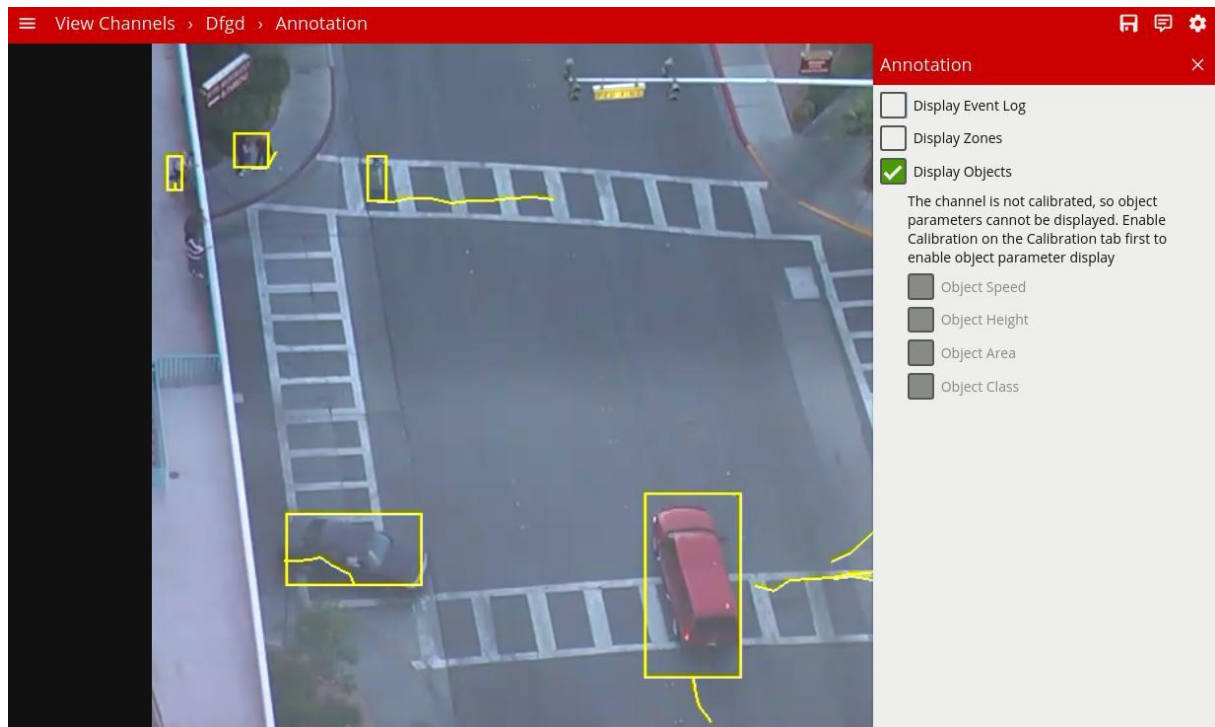 View Channels › Dfgd › Annotation
Annotation
Display Event Log
Display Zones
Display Objects
The channel is not calibrated, so object
parameters cannot be displayed. Enable
Calibration on the Calibration tab first to
enable object parameter display
Object Speed
Object Height
Object Area
Object Class